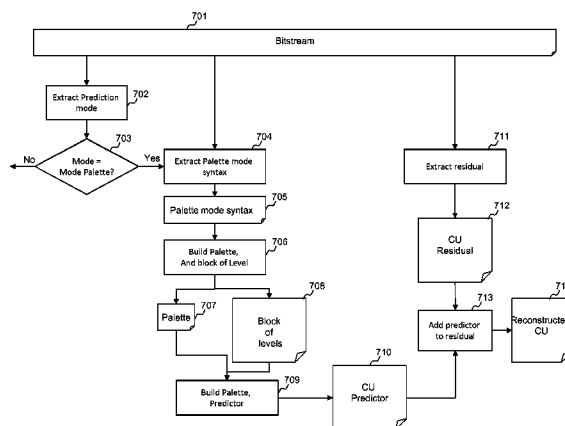 701
Bitstream
702
Extract Prediction
mode
703
No
Mode =
Mode Palette?
Yes
704
Extract Palette mode
syntax
705
Palette mode syntax
706
Build Palette,
And block of Level
707
Palette
708
Block
of
levels
709
Build Palette,
Predictor
710
CU
Predictor
711
Extract residual
712
CU
Residual
713
Add predictor
to residual
Reconstructed
CU